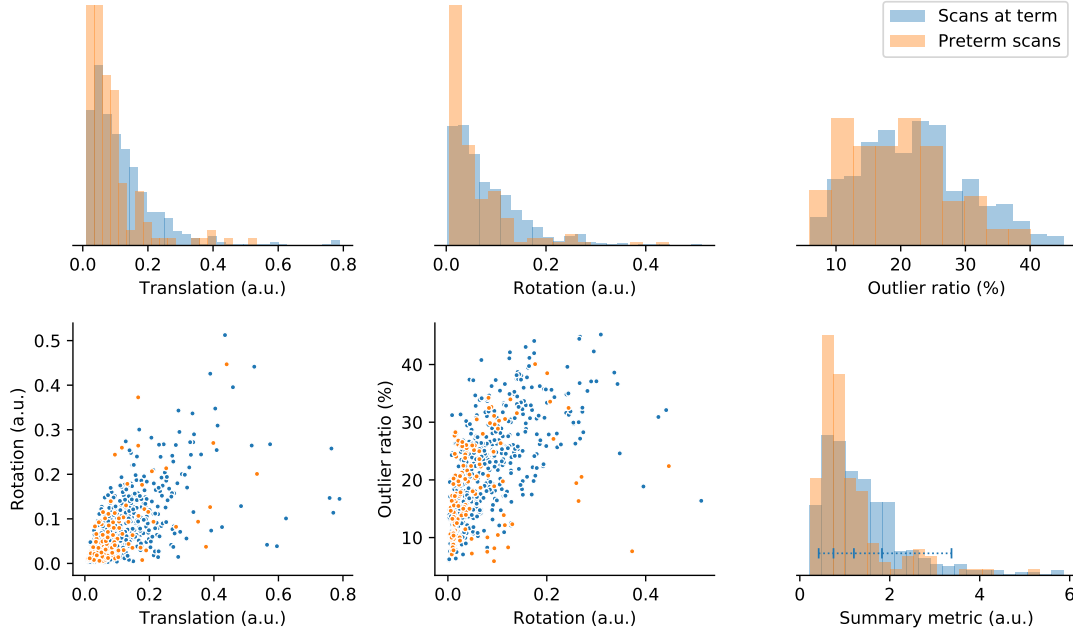 Scans at term
Preterm scans
0.0 0.2 0.4 0.6 0.8
Translation (a.u.)
0.0 0.2 0.4
Rotation (a.u.)
10 20 30 40
Outlier ratio (%)
0.5
0.4
0.3
0.2
0.1
0.0
Rotation (a.u.)
0.0 0.2 0.4 0.6 0.8
Translation (a.u.)
40
30
20
10
Outlier ratio (%)
0.0 0.2 0.4
Rotation (a.u.)
0 2 4 6
Summary metric (a.u.)